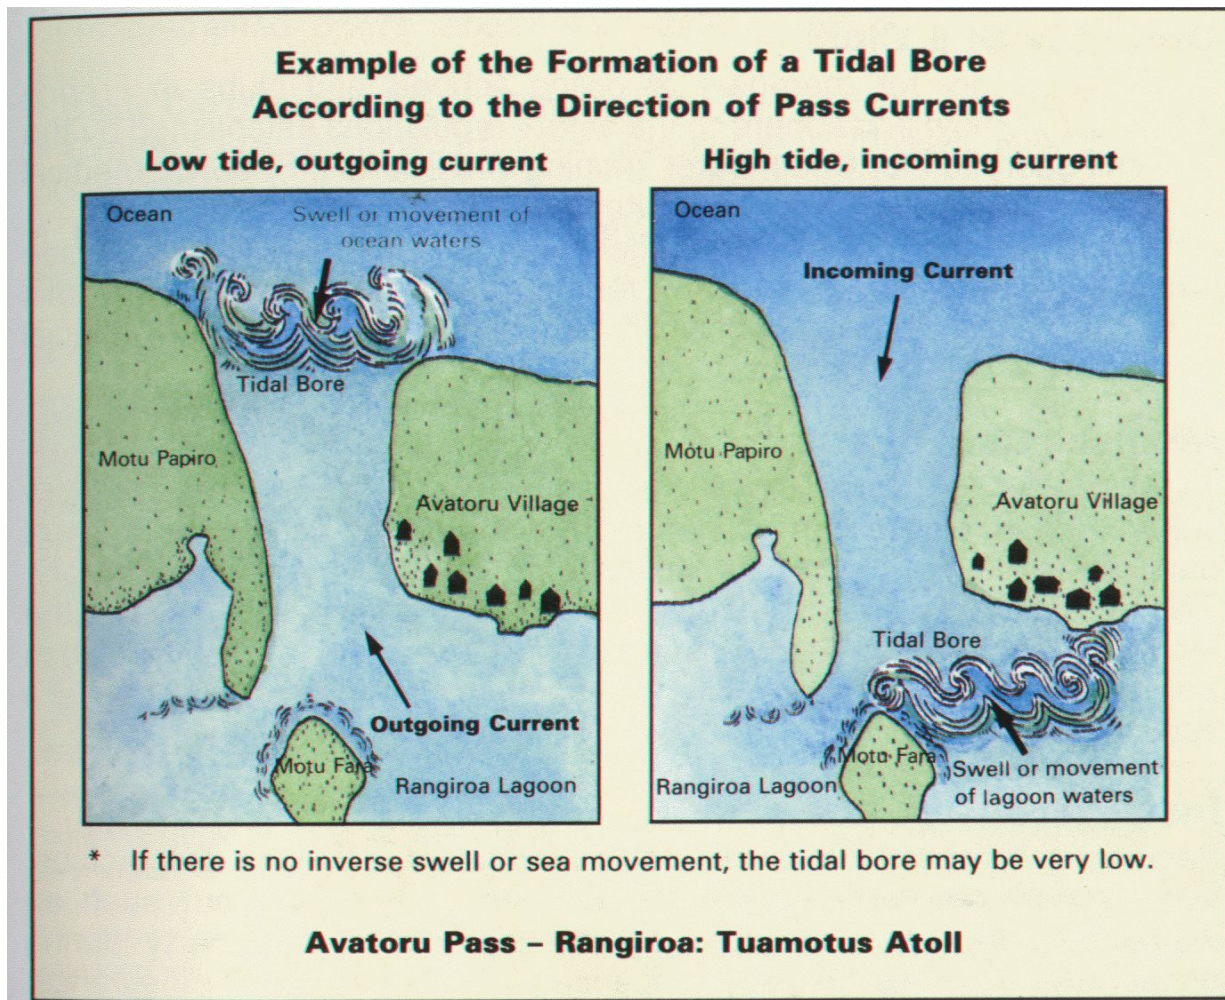 Example of the Formation of a Tidal Bore
According to the Direction of Pass Currents
Low tide, outgoing current
Ocean
Swell or movement of
ocean waters
Tidal Bore
Motu Papiro
Avatoru Village
Outgoing Current
Motu Fara
Rangiroa Lagoon
High tide, incoming current
Ocean
Incoming Current
Motu Papiro
Avatoru Village
Tidal Bore
Motu Fara
Rangiroa Lagoon
Swell or movement
of lagoon waters
* If there is no inverse swell or sea movement, the tidal bore may be very low.
Avatoru Pass – Rangiroa: Tuamotus Atoll